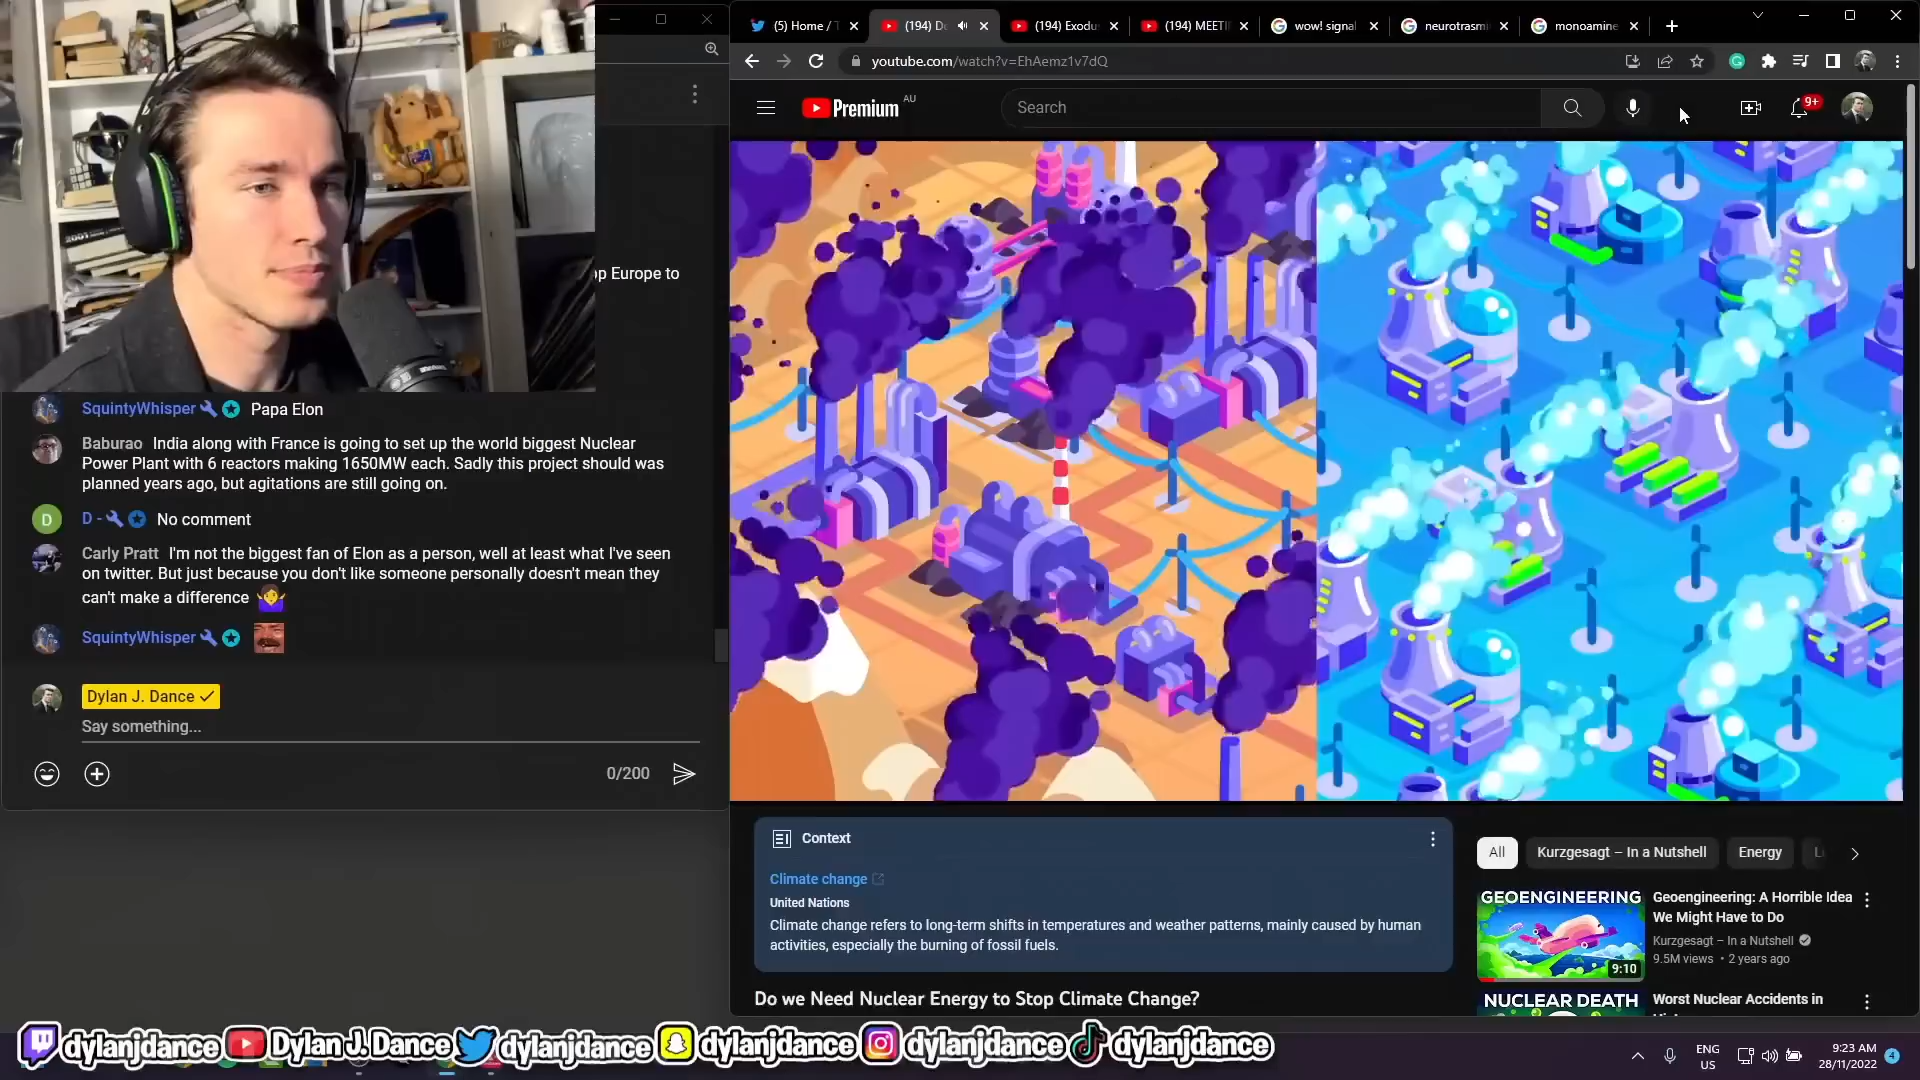 (5) Home / T
(194) Do
(194) Exodu
(194) MEETI
wow! signal
neurotrasmi
monoamine
youtube.com/watch?v=EhAemz1v7dQ
Premium AU
Search
9+
2001
op Europe to
SquintyWhisper Papa Elon
Baburao India along with France is going to set up the world biggest Nuclear
Power Plant with 6 reactors making 1650MW each. Sadly this project should was
planned years ago, but agitations are still going on.
D
D - No comment
Carly Pratt I'm not the biggest fan of Elon as a person, well at least what I've seen
on twitter. But just because you don't like someone personally doesn't mean they
can't make a difference
SquintyWhisper
Dylan J. Dance
Say something...
0/200
Context
Climate change
United Nations
Climate change refers to long-term shifts in temperatures and weather patterns, mainly caused by human
activities, especially the burning of fossil fuels.
Do we Need Nuclear Energy to Stop Climate Change?
All
Kurzgesagt – In a Nutshell
Energy
GEOENGINEERING
9:10
Geoengineering: A Horrible Idea
We Might Have to Do
Kurzgesagt – In a Nutshell
9.5M views • 2 years ago
NUCLEAR DEATH
Worst Nuclear Accidents in
dylanjdance
Dylan J. Dance
dylanjdance
dylanjdance
dylanjdance
dylanjdance
ENG
US
9:23 AM
28/11/2022
4